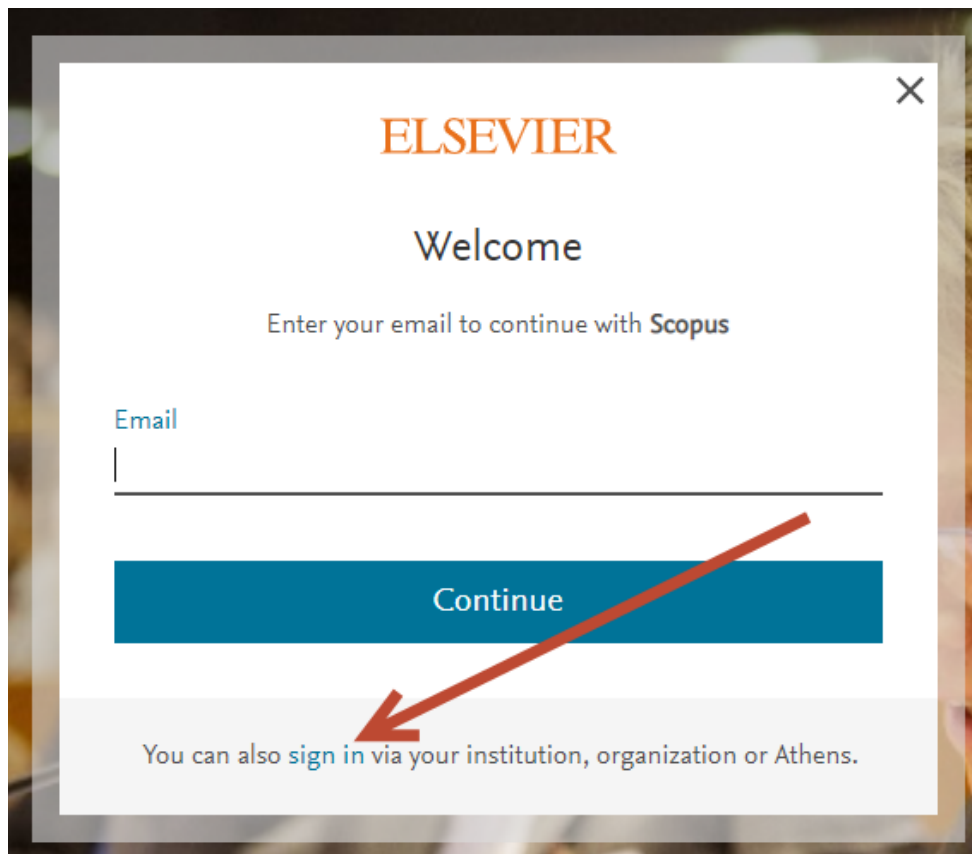 ELSEVIER
Welcome
Enter your email to continue with Scopus
Email
Continue
You can also sign in via your institution, organization or Athens.